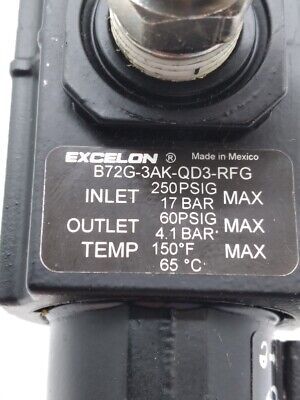 EXCELON ® Made in Mexico
B72G-3AK-QD3-RFG
INLET 250PSIG MAX
17 BAR
OUTLET 60PSIG MAX
4.1 BAR
TEMP 150°F
65 °C